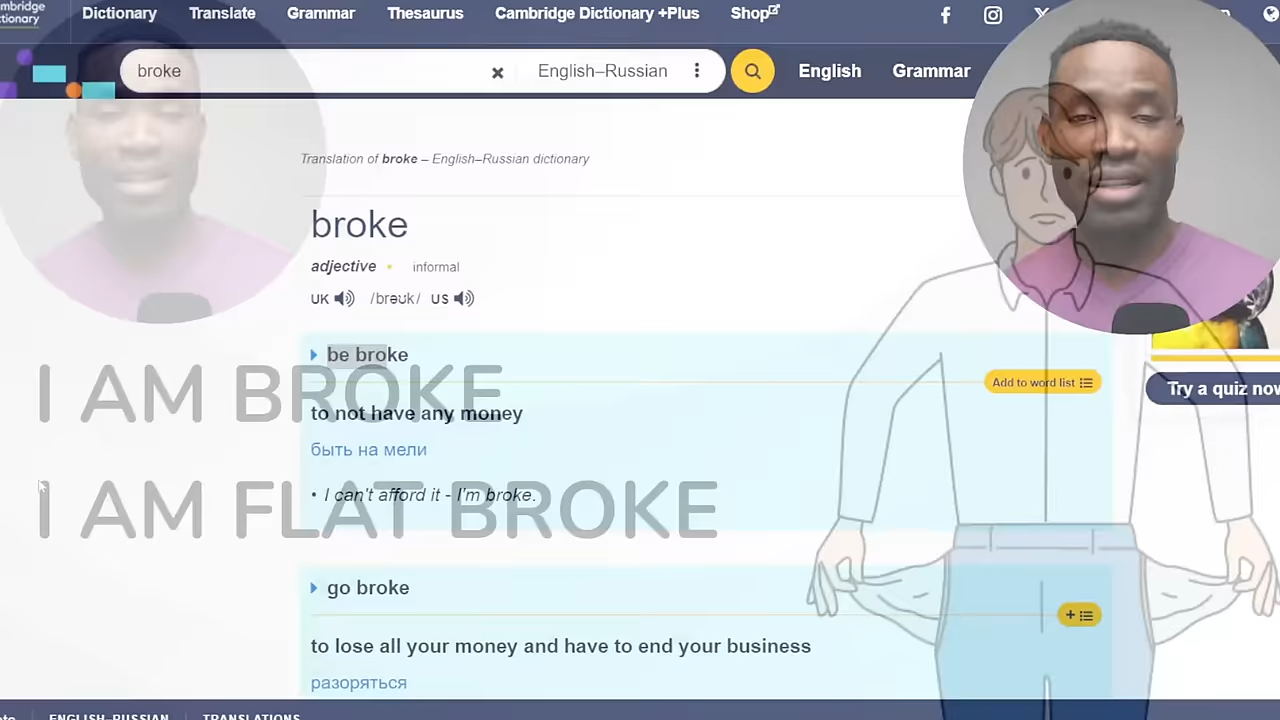 mbridge
ctionary
Dictionary Translate Grammar Thesaurus Cambridge Dictionary +Plus Shop
broke English–Russian English Grammar
Translation of broke – English–Russian dictionary
broke
adjective informal
UK /brəʊk/ US
be broke
I AM BROKE
Add to word list
Try a quiz now
to not have any money
быть на мели
• I can't afford it - I'm broke.
I AM FLAT BROKE
go broke
to lose all your money and have to end your business
разоряться
ENGLISH–RUSSIAN TRANSLATIONS